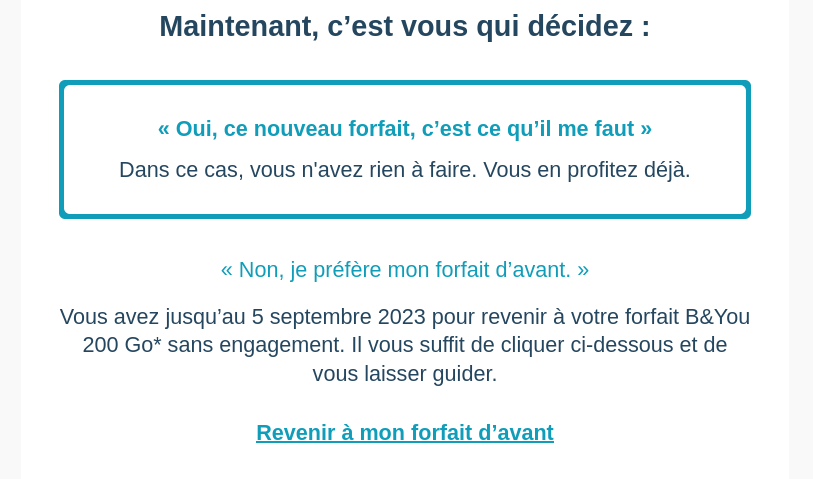 Maintenant, c’est vous qui décidez :
« Oui, ce nouveau forfait, c’est ce qu’il me faut »
Dans ce cas, vous n'avez rien à faire. Vous en profitez déjà.
« Non, je préfère mon forfait d’avant. »
Vous avez jusqu’au 5 septembre 2023 pour revenir à votre forfait B&You
200 Go* sans engagement. Il vous suffit de cliquer ci-dessous et de
vous laisser guider.
Revenir à mon forfait d’avant